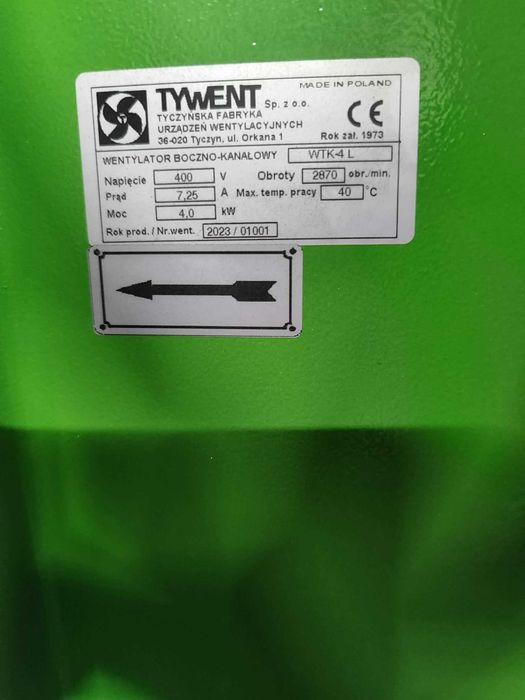 MADE IN POLAND
TYWENT Sp. z o.o.
TYCZYŃSKA FABRYKA
URZĄDZEŃ WENTYLACYJNYCH
36-020 Tyczyn, ul. Orkana 1
CE
Rok zał. 1973
WENTYLATOR BOCZNO-KANAŁOWY WTK-4 L
Napięcie 400 V Obroty 2870 obr./min.
Prąd 7,25 A Max. temp. pracy 40 °C
Moc 4,0 kW
Rok prod. / Nr.went. 2023 / 01001